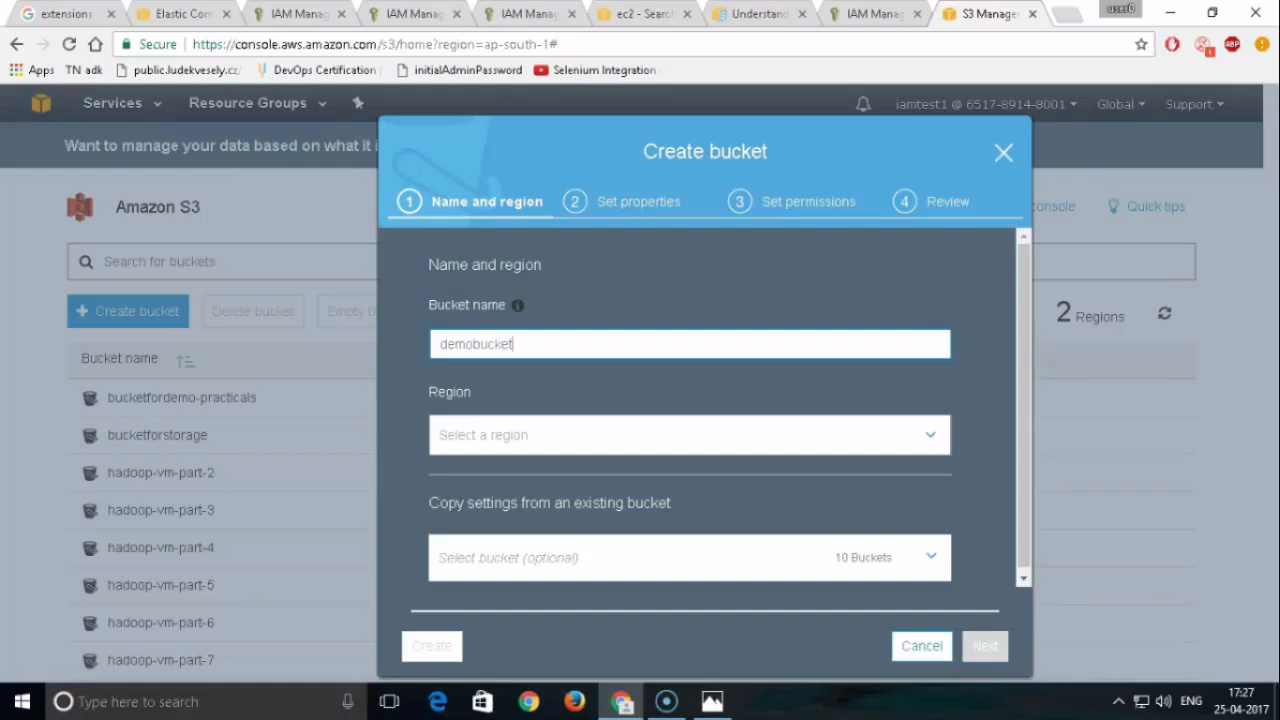 extensions
Elastic Com
IAM Manag
IAM Manag
IAM Manag
ec2 - Searc
Understand
IAM Manag
S3 Manage
user0
Secure https://console.aws.amazon.com/s3/home?region=ap-south-1#
Apps TN adk public.ludekvesely.cz/ DevOps Certification initialAdminPassword Selenium Integration
Services Resource Groups iamtest1 @ 6517-8914-8001 Global Support
Want to manage your data based on what it i
Create bucket
1 Name and region 2 Set properties 3 Set permissions 4 Review
Amazon S3
console Quick tips
Search for buckets
Create bucket Delete bucket Empty b
2 Regions
Bucket name
bucketfordemo-practicals
bucketforstorage
hadoop-vm-part-2
hadoop-vm-part-3
hadoop-vm-part-4
hadoop-vm-part-5
hadoop-vm-part-6
hadoop-vm-part-7
Name and region
Bucket name
demobucket
Region
Select a region
Copy settings from an existing bucket
Select bucket (optional) 10 Buckets
Create Cancel Next
Type here to search
ENG
17:27
25-04-2017